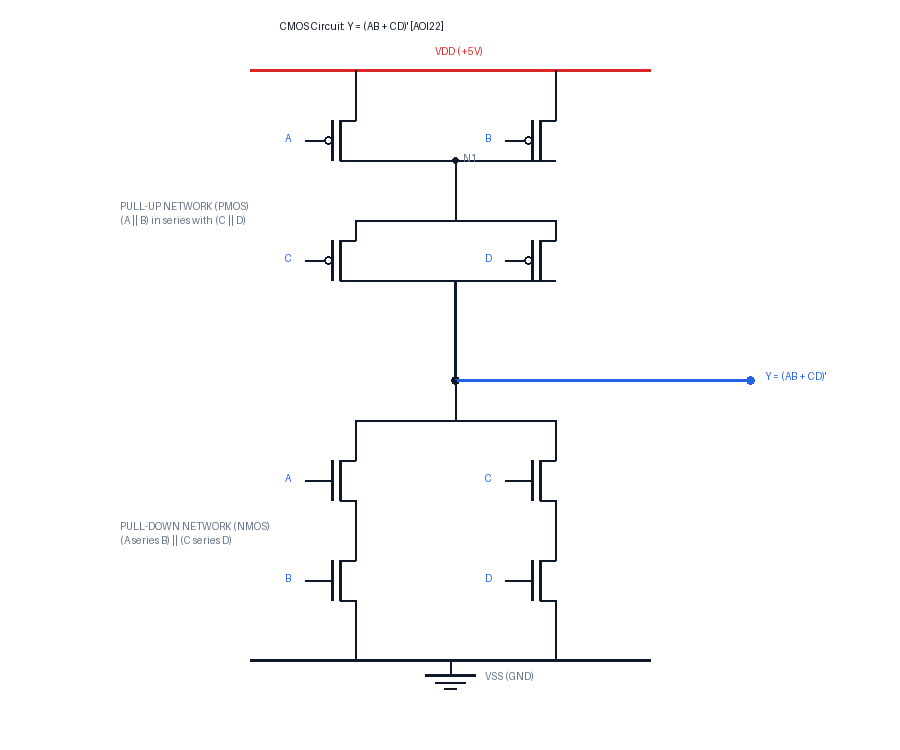 CMOS Circuit: Y = (AB + CD)' [AOI22]
VDD (+5V)
A
B
N1
PULL-UP NETWORK (PMOS)
(A || B) in series with (C || D)
C
D
Y = (AB + CD)'
A
C
PULL-DOWN NETWORK (NMOS)
(A series B) || (C series D)
B
D
VSS (GND)